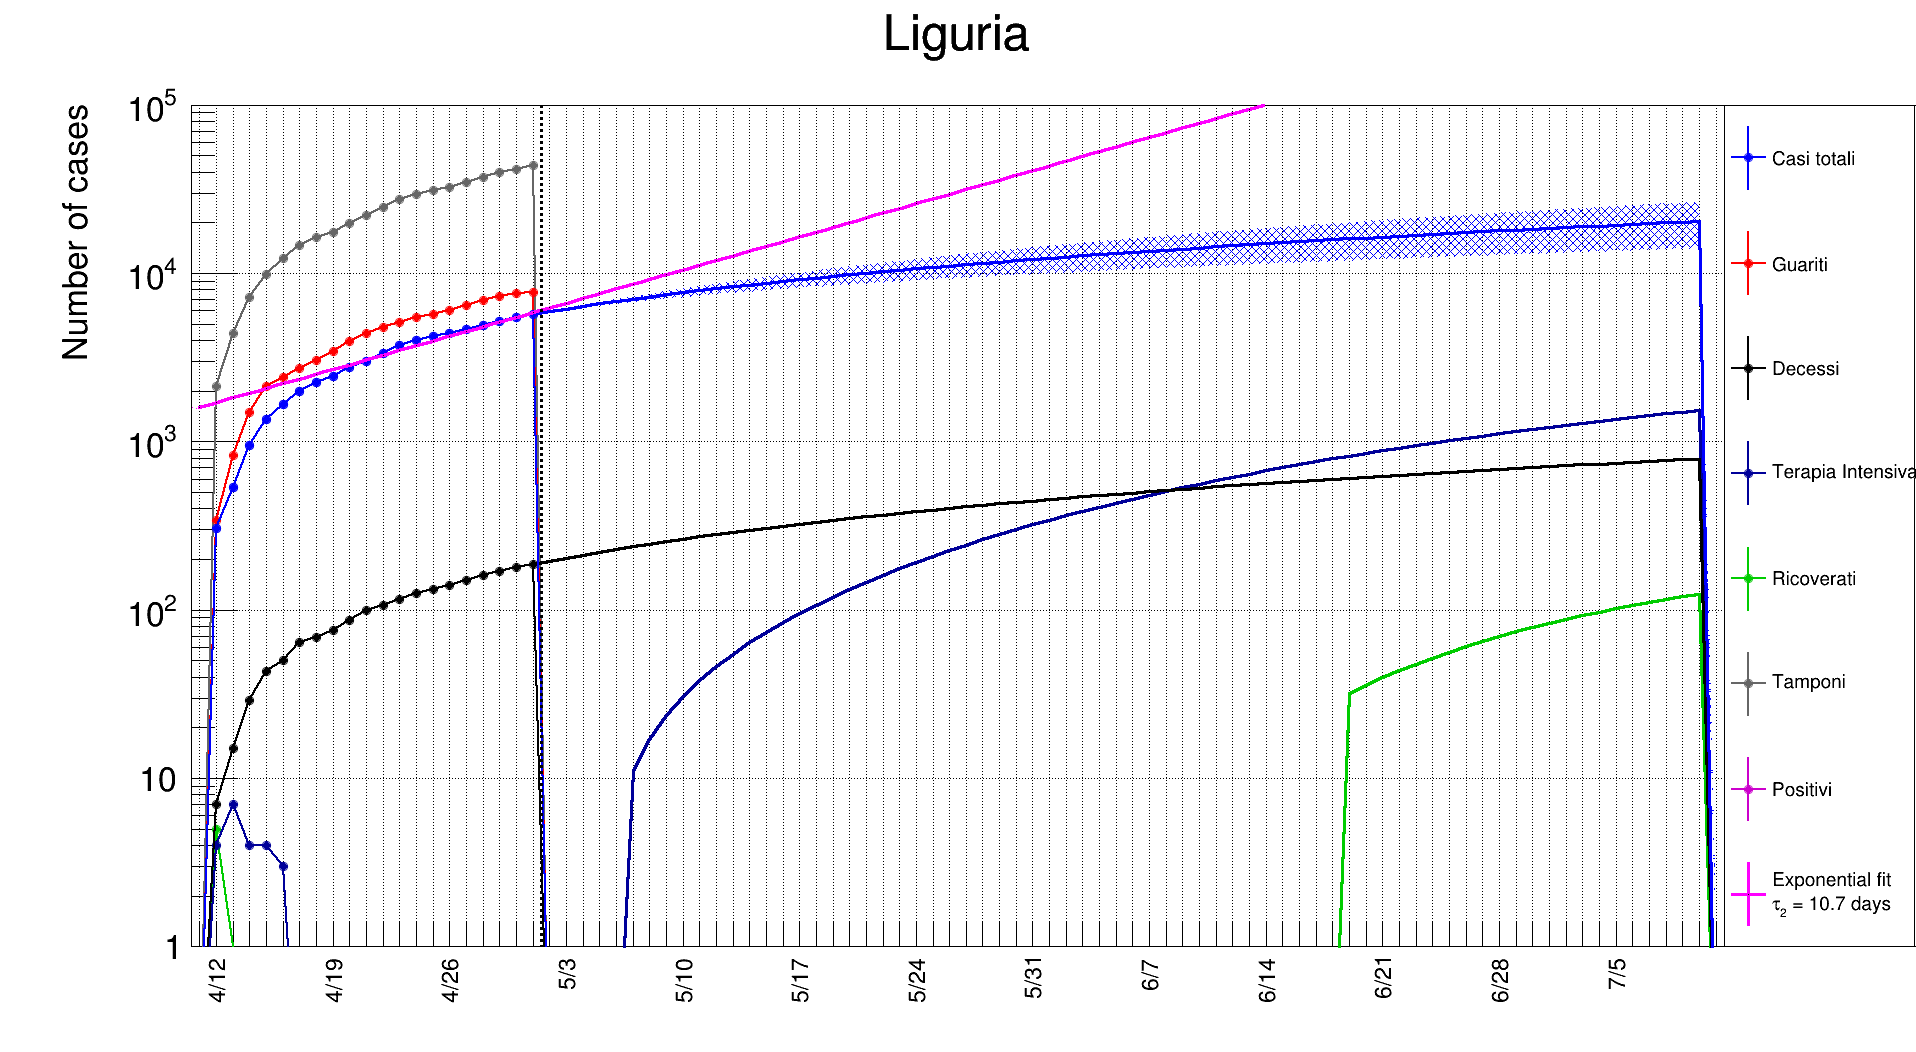 Liguria
Number of cases
10^5
10^4
10^3
10^2
10
1
4/12
4/19
4/26
5/3
5/10
5/17
5/24
5/31
6/7
6/14
6/21
6/28
7/5
Casi totali
Guariti
Decessi
Terapia Intensiva
Ricoverati
Tamponi
Positivi
Exponential fit
τ₂ = 10.7 days